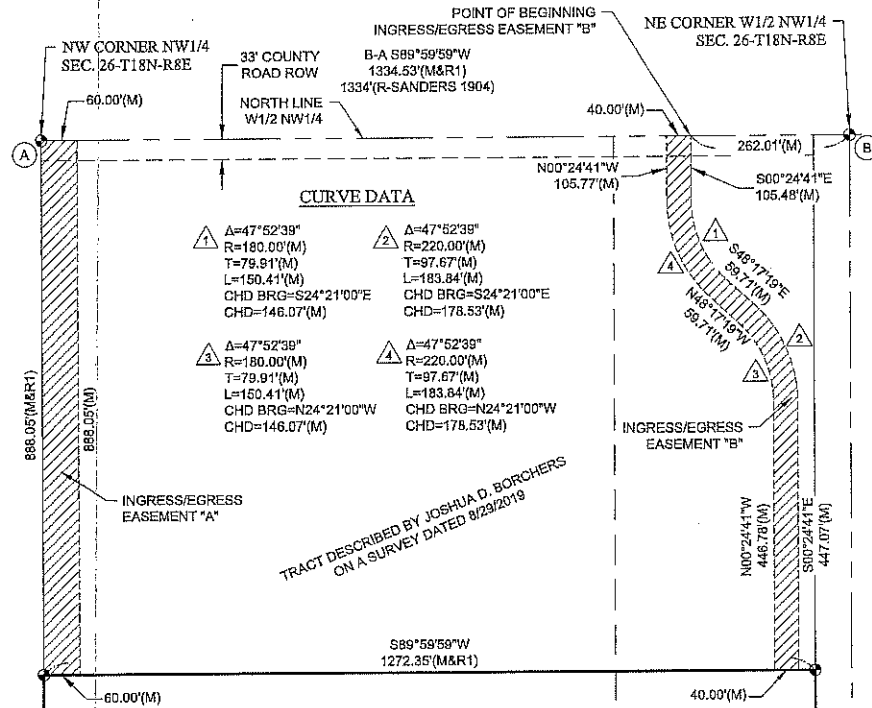 POINT OF BEGINNING
INGRESS/EGRESS EASEMENT "B"
NE CORNER W1/2 NW1/4
SEC. 26-T18N-R8E
NW CORNER NW1/4
SEC. 26-T18N-R8E
33' COUNTY
ROAD ROW
B-A S89°59'59"W
1334.53'(M&R1)
1334'(R-SANDERS 1904)
60.00'(M)
NORTH LINE
W1/2 NW1/4
40.00'(M)
A
262.01'(M)
B
N00°24'41"W
105.77'(M)
S00°24'41"E
105.48'(M)
CURVE DATA
1
Δ=47°52'39"
R=180.00'(M)
T=79.91'(M)
L=150.41'(M)
CHD BRG=S24°21'00"E
CHD=146.07'(M)
2
Δ=47°52'39"
R=220.00'(M)
T=97.67'(M)
L=183.84'(M)
CHD BRG=S24°21'00"E
CHD=178.53'(M)
3
Δ=47°52'39"
R=180.00'(M)
T=79.91'(M)
L=150.41'(M)
CHD BRG=N24°21'00"W
CHD=146.07'(M)
4
Δ=47°52'39"
R=220.00'(M)
T=97.67'(M)
L=183.84'(M)
CHD BRG=N24°21'00"W
CHD=178.53'(M)
1
S48°17'19"E
59.71'(M)
4
N48°17'19"W
59.71'(M)
2
3
888.05'(M&R1)
888.05'(M)
INGRESS/EGRESS
EASEMENT "B"
INGRESS/EGRESS
EASEMENT "A"
TRACT DESCRIBED BY JOSHUA D. BORCHERS
ON A SURVEY DATED 8/29/2019
N00°24'41"W
446.78'(M)
S00°24'41"E
447.07'(M)
S89°59'59"W
1272.35'(M&R1)
60.00'(M)
40.00'(M)